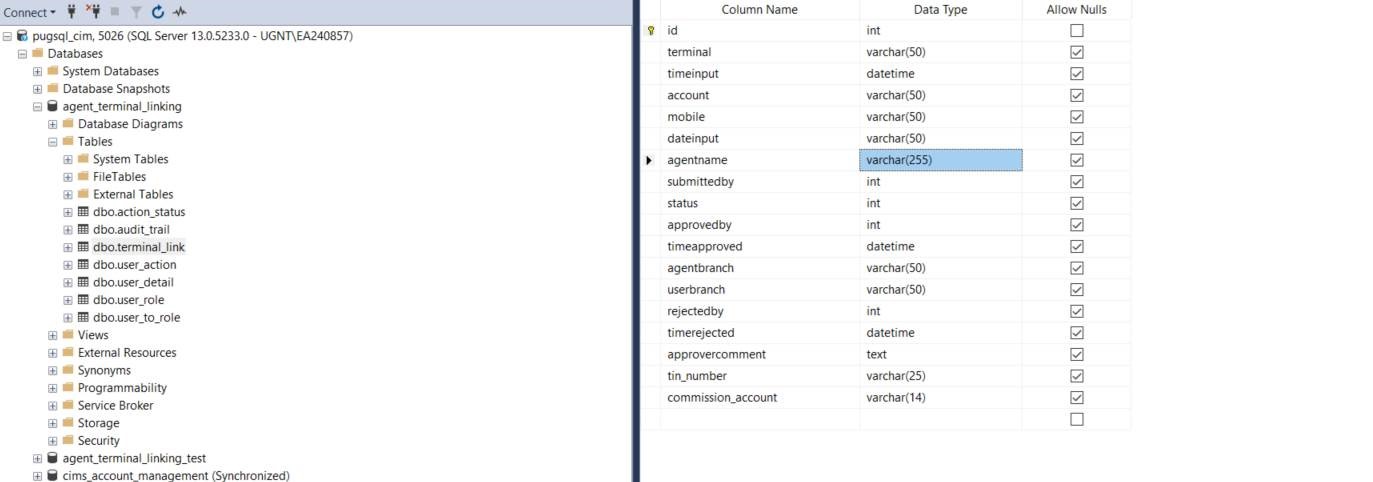 Connect
pugsql_cim, 5026 (SQL Server 13.0.5233.0 - UGNT\EA240857)
Databases
System Databases
Database Snapshots
agent_terminal_linking
Database Diagrams
Tables
System Tables
FileTables
External Tables
dbo.action_status
dbo.audit_trail
dbo.terminal_link
dbo.user_action
dbo.user_detail
dbo.user_role
dbo.user_to_role
Views
External Resources
Synonyms
Programmability
Service Broker
Storage
Security
agent_terminal_linking_test
cims_account_management (Synchronized)
Column Name Data Type Allow Nulls
id int
terminal varchar(50)
timeinput datetime
account varchar(50)
mobile varchar(50)
dateinput varchar(50)
agentname varchar(255)
submittedby int
status int
approvedby int
timeapproved datetime
agentbranch varchar(50)
userbranch varchar(50)
rejectedby int
timerejected datetime
approvercomment text
tin_number varchar(25)
commission_account varchar(14)